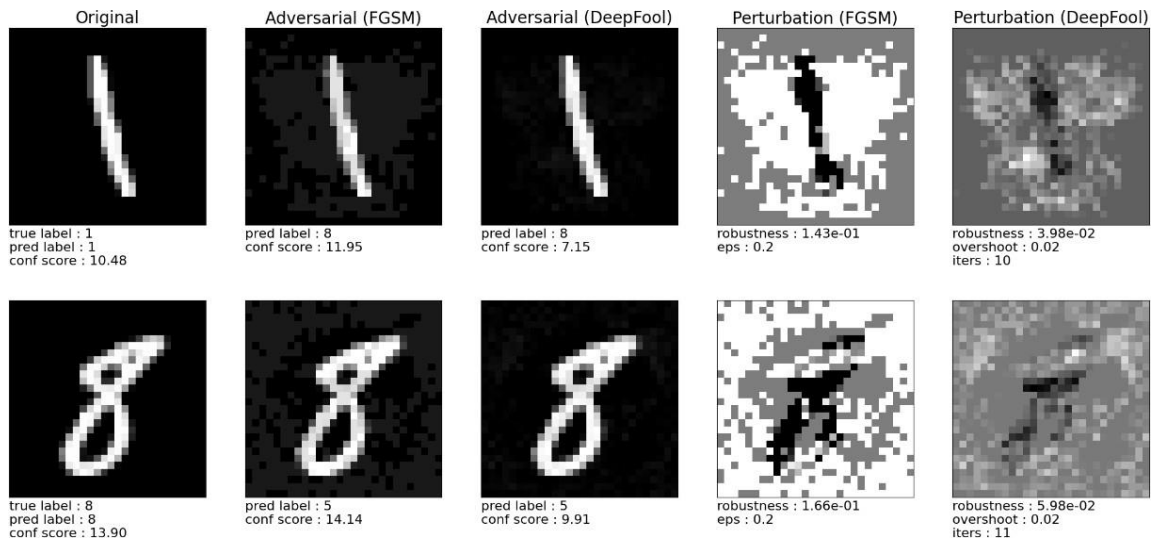 Original
Adversarial (FGSM)
Adversarial (DeepFool)
Perturbation (FGSM)
Perturbation (DeepFool)
true label : 1
pred label : 1
conf score : 10.48
pred label : 8
conf score : 11.95
pred label : 8
conf score : 7.15
robustness : 1.43e-01
eps : 0.2
robustness : 3.98e-02
overshoot : 0.02
iters : 10
true label : 8
pred label : 8
conf score : 13.90
pred label : 5
conf score : 14.14
pred label : 5
conf score : 9.91
robustness : 1.66e-01
eps : 0.2
robustness : 5.98e-02
overshoot : 0.02
iters : 11